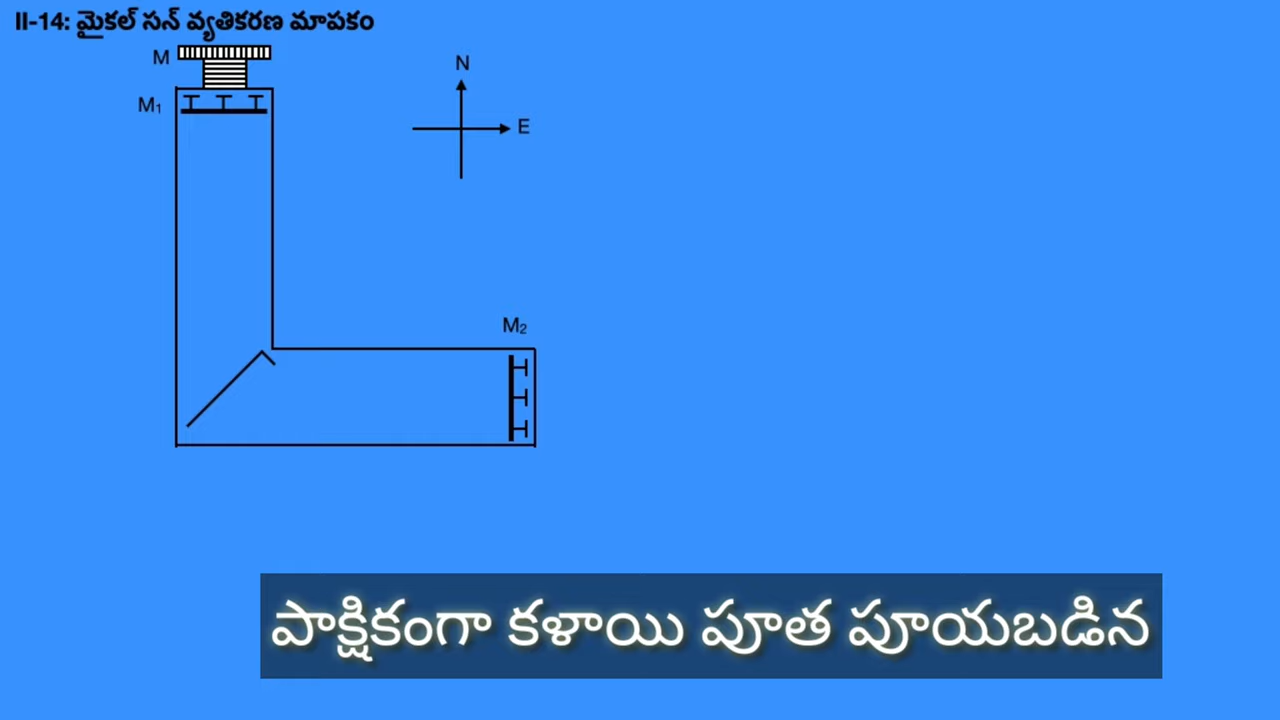 II-14: మైకల్ సన్ వ్యతికరణ మాపకం
M
N
M₁
E
M₂
పాక్షికంగా కళాయి పూత పూయబడిన